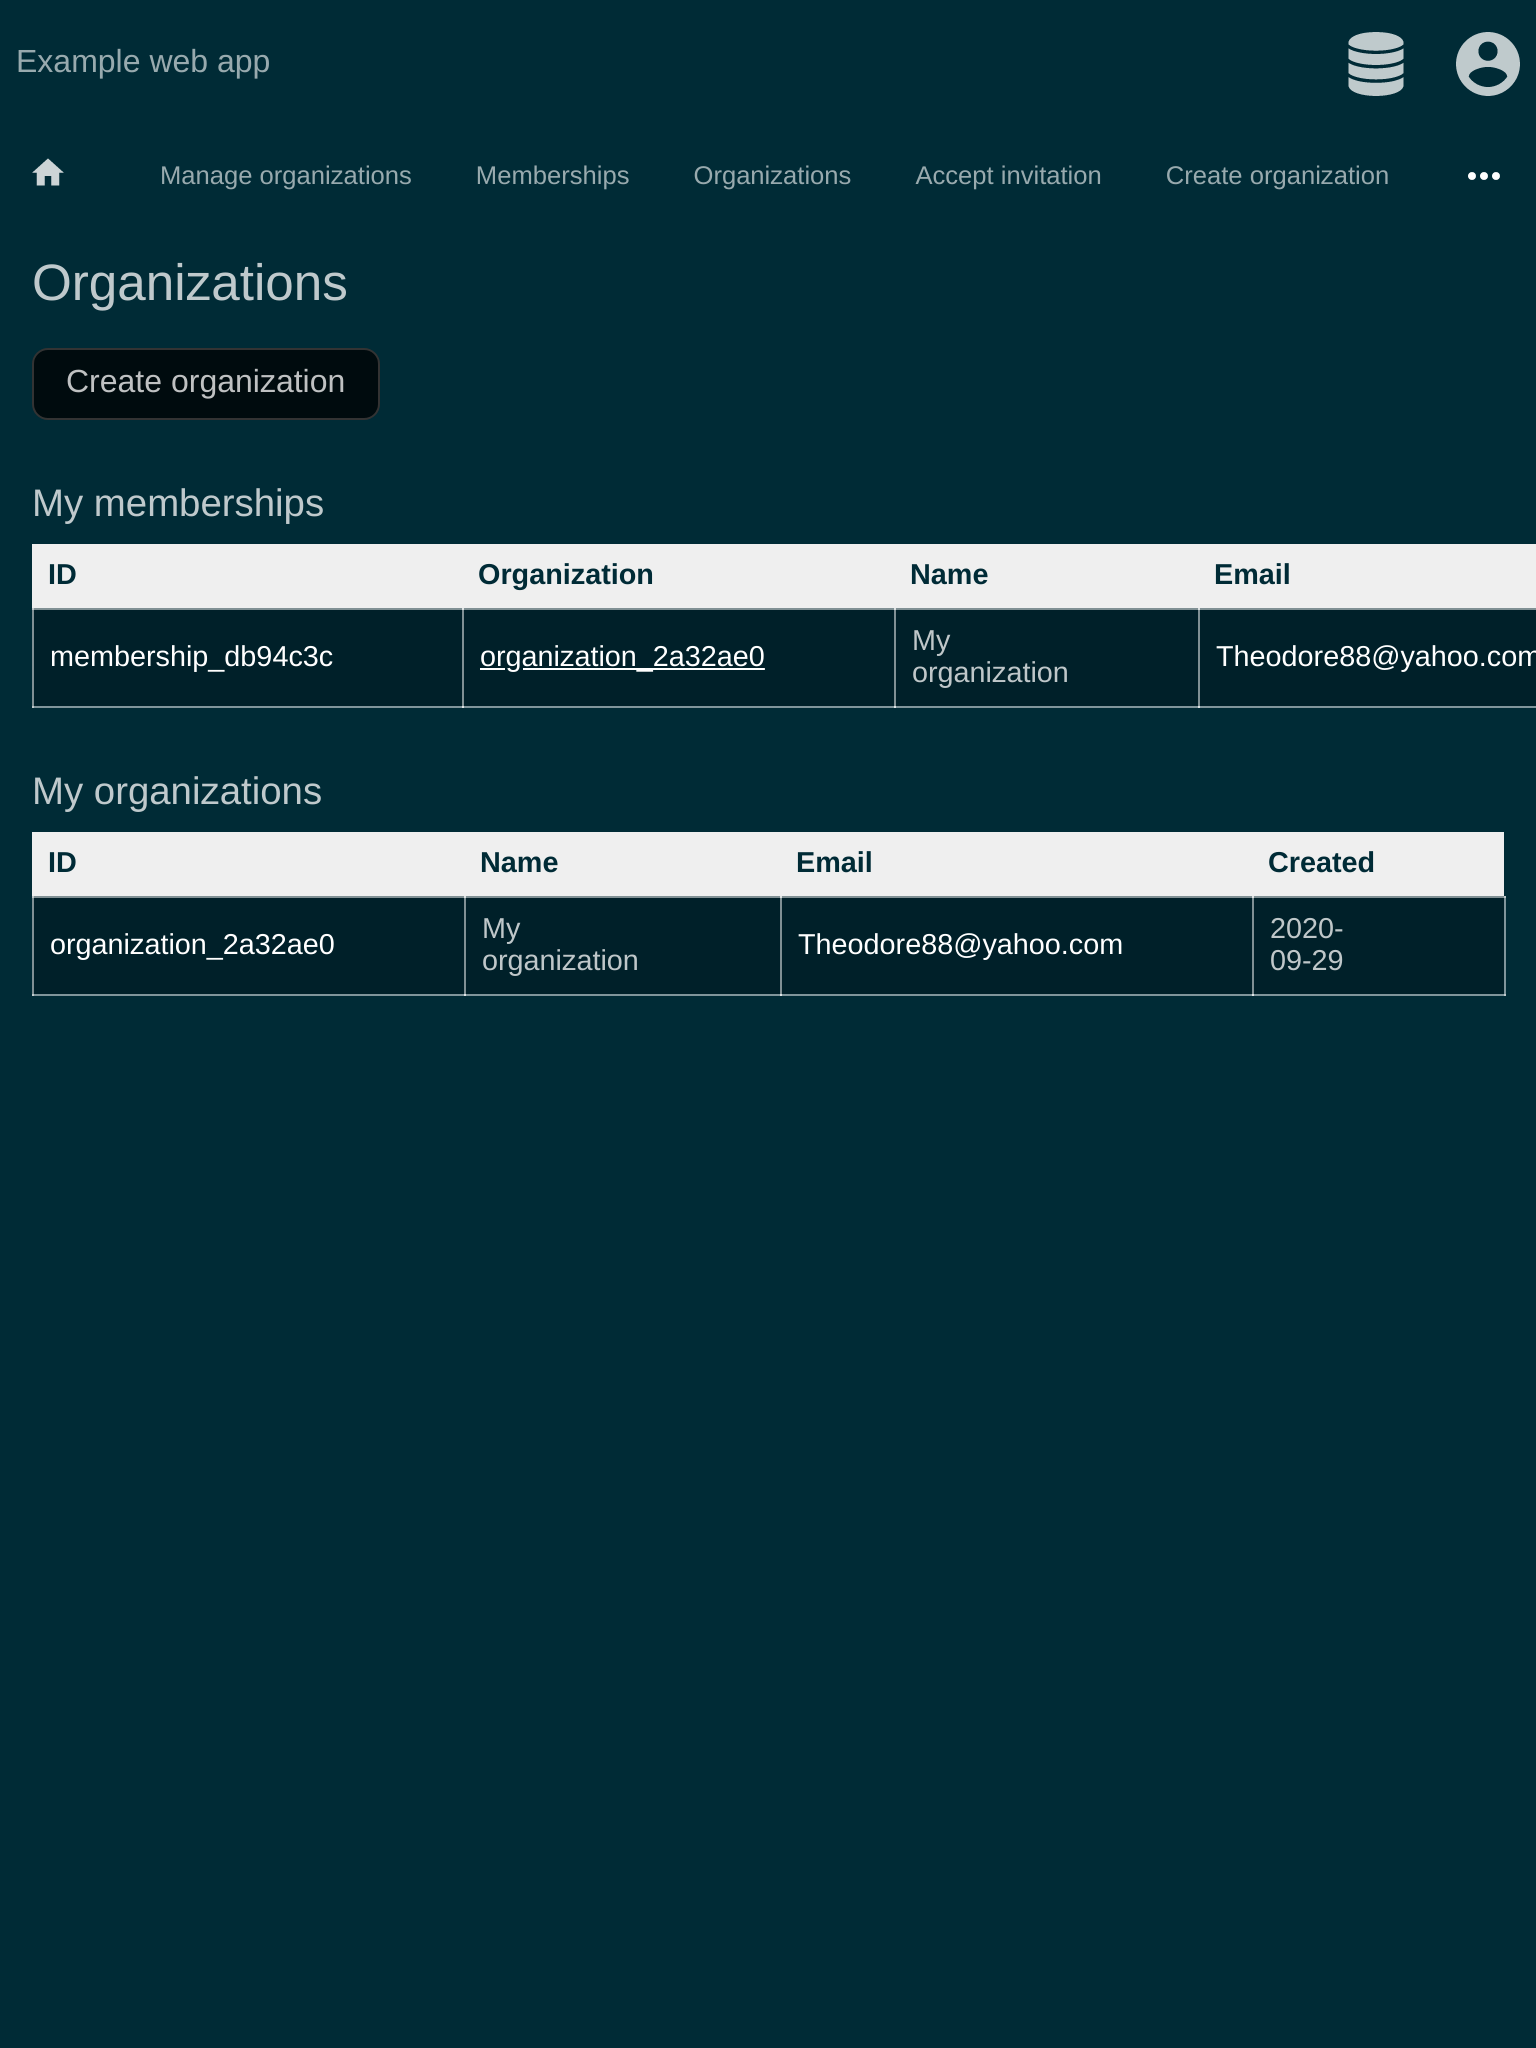 Example web app
Manage organizations Memberships Organizations Accept invitation Create organization
Organizations
Create organization
My memberships
ID Organization Name Email
membership_db94c3c organization_2a32ae0 My organization Theodore88@yahoo.com
My organizations
ID Name Email Created
organization_2a32ae0 My organization Theodore88@yahoo.com 2020-09-29